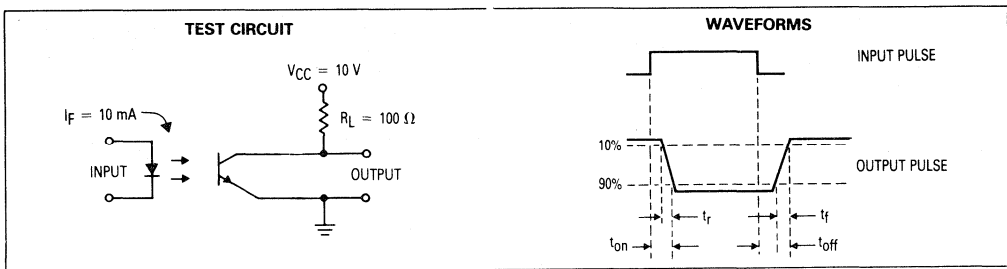 TEST CIRCUIT
VCC = 10 V
IF = 10 mA
RL = 100 Ω
INPUT
OUTPUT
WAVEFORMS
INPUT PULSE
10%
OUTPUT PULSE
90%
tr
tf
ton
toff